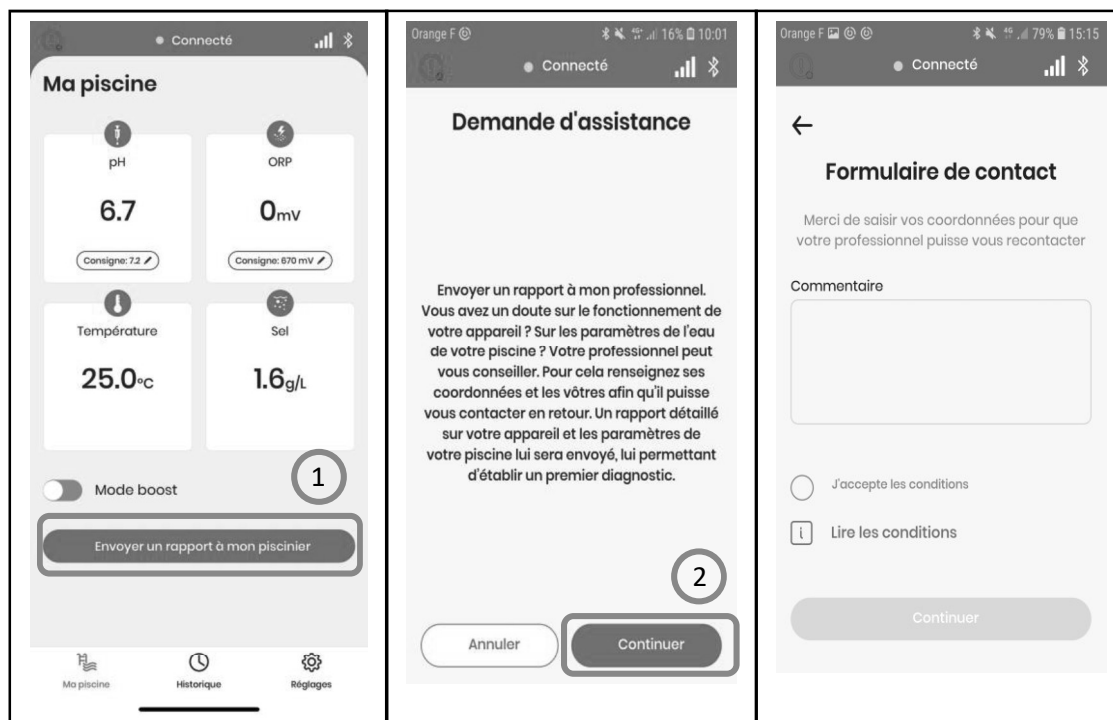 Connecté
Ma piscine
pH
ORP
6.7
0mV
Consigne: 7.2
Consigne: 670 mV
Température
Sel
25.0°C
1.6g/L
1
Mode boost
Envoyer un rapport à mon piscinier
Ma piscine
Historique
Réglages
Orange F
16% 10:01
Connecté
Demande d'assistance
Envoyer un rapport à mon professionnel.
Vous avez un doute sur le fonctionnement de
votre appareil ? Sur les paramètres de l'eau
de votre piscine ? Votre professionnel peut
vous conseiller. Pour cela renseignez ses
coordonnées et les vôtres afin qu'il puisse
vous contacter en retour. Un rapport détaillé
sur votre appareil et les paramètres de
votre piscine lui sera envoyé, lui permettant
d'établir un premier diagnostic.
2
Annuler
Continuer
Orange F
4G 79% 15:15
Connecté
Formulaire de contact
Merci de saisir vos coordonnées pour que
votre professionnel puisse vous recontacter
Commentaire
J'accepte les conditions
i Lire les conditions
Continuer